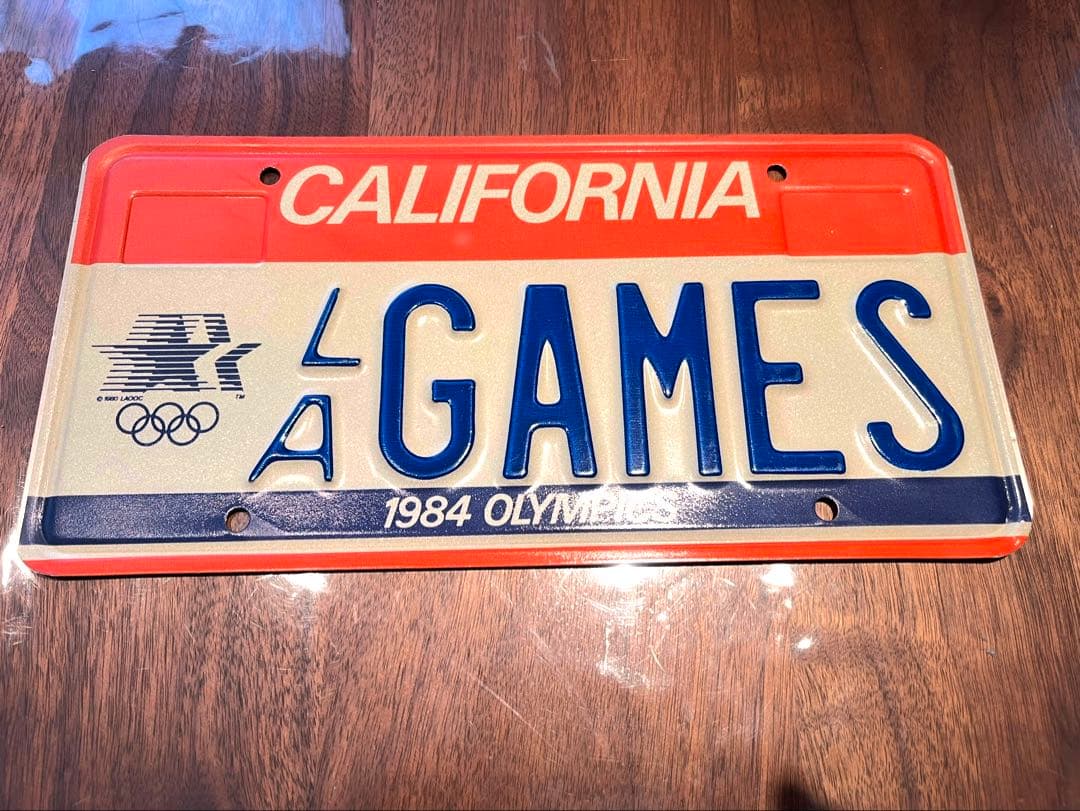 CALIFORNIA
LA GAMES
© 1980 LAOOC TM
1984 OLYMPICS